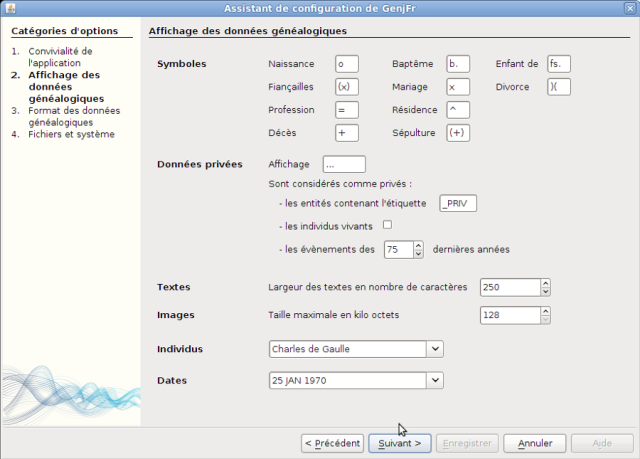 Assistant de configuration de GenjFr
Catégories d'options
1. Convivialité de
l'application
2. Affichage des
données
généalogiques
3. Format des données
généalogiques
4. Fichiers et système
Affichage des données généalogiques
Symboles Naissance o Baptême b. Enfant de fs.
Fiançailles (x) Mariage x Divorce )(
Profession = Résidence ^
Décès + Sépulture (+)
Données privées Affichage ...
Sont considérés comme privés :
- les entités contenant l'étiquette _PRIV
- les individus vivants
- les évènements des 75 dernières années
Textes Largeur des textes en nombre de caractères 250
Images Taille maximale en kilo octets 128
Individus Charles de Gaulle
Dates 25 JAN 1970
< Précédent Suivant > Enregistrer Annuler Aide